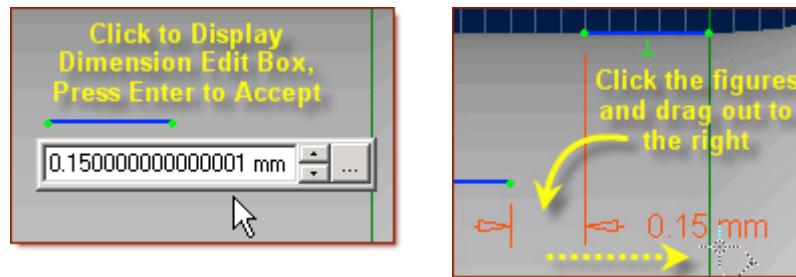 Click to Display
Dimension Edit Box,
Press Enter to Accept
0.150000000000001 mm
...
Click the figures
and drag out to
the right
0.15 mm